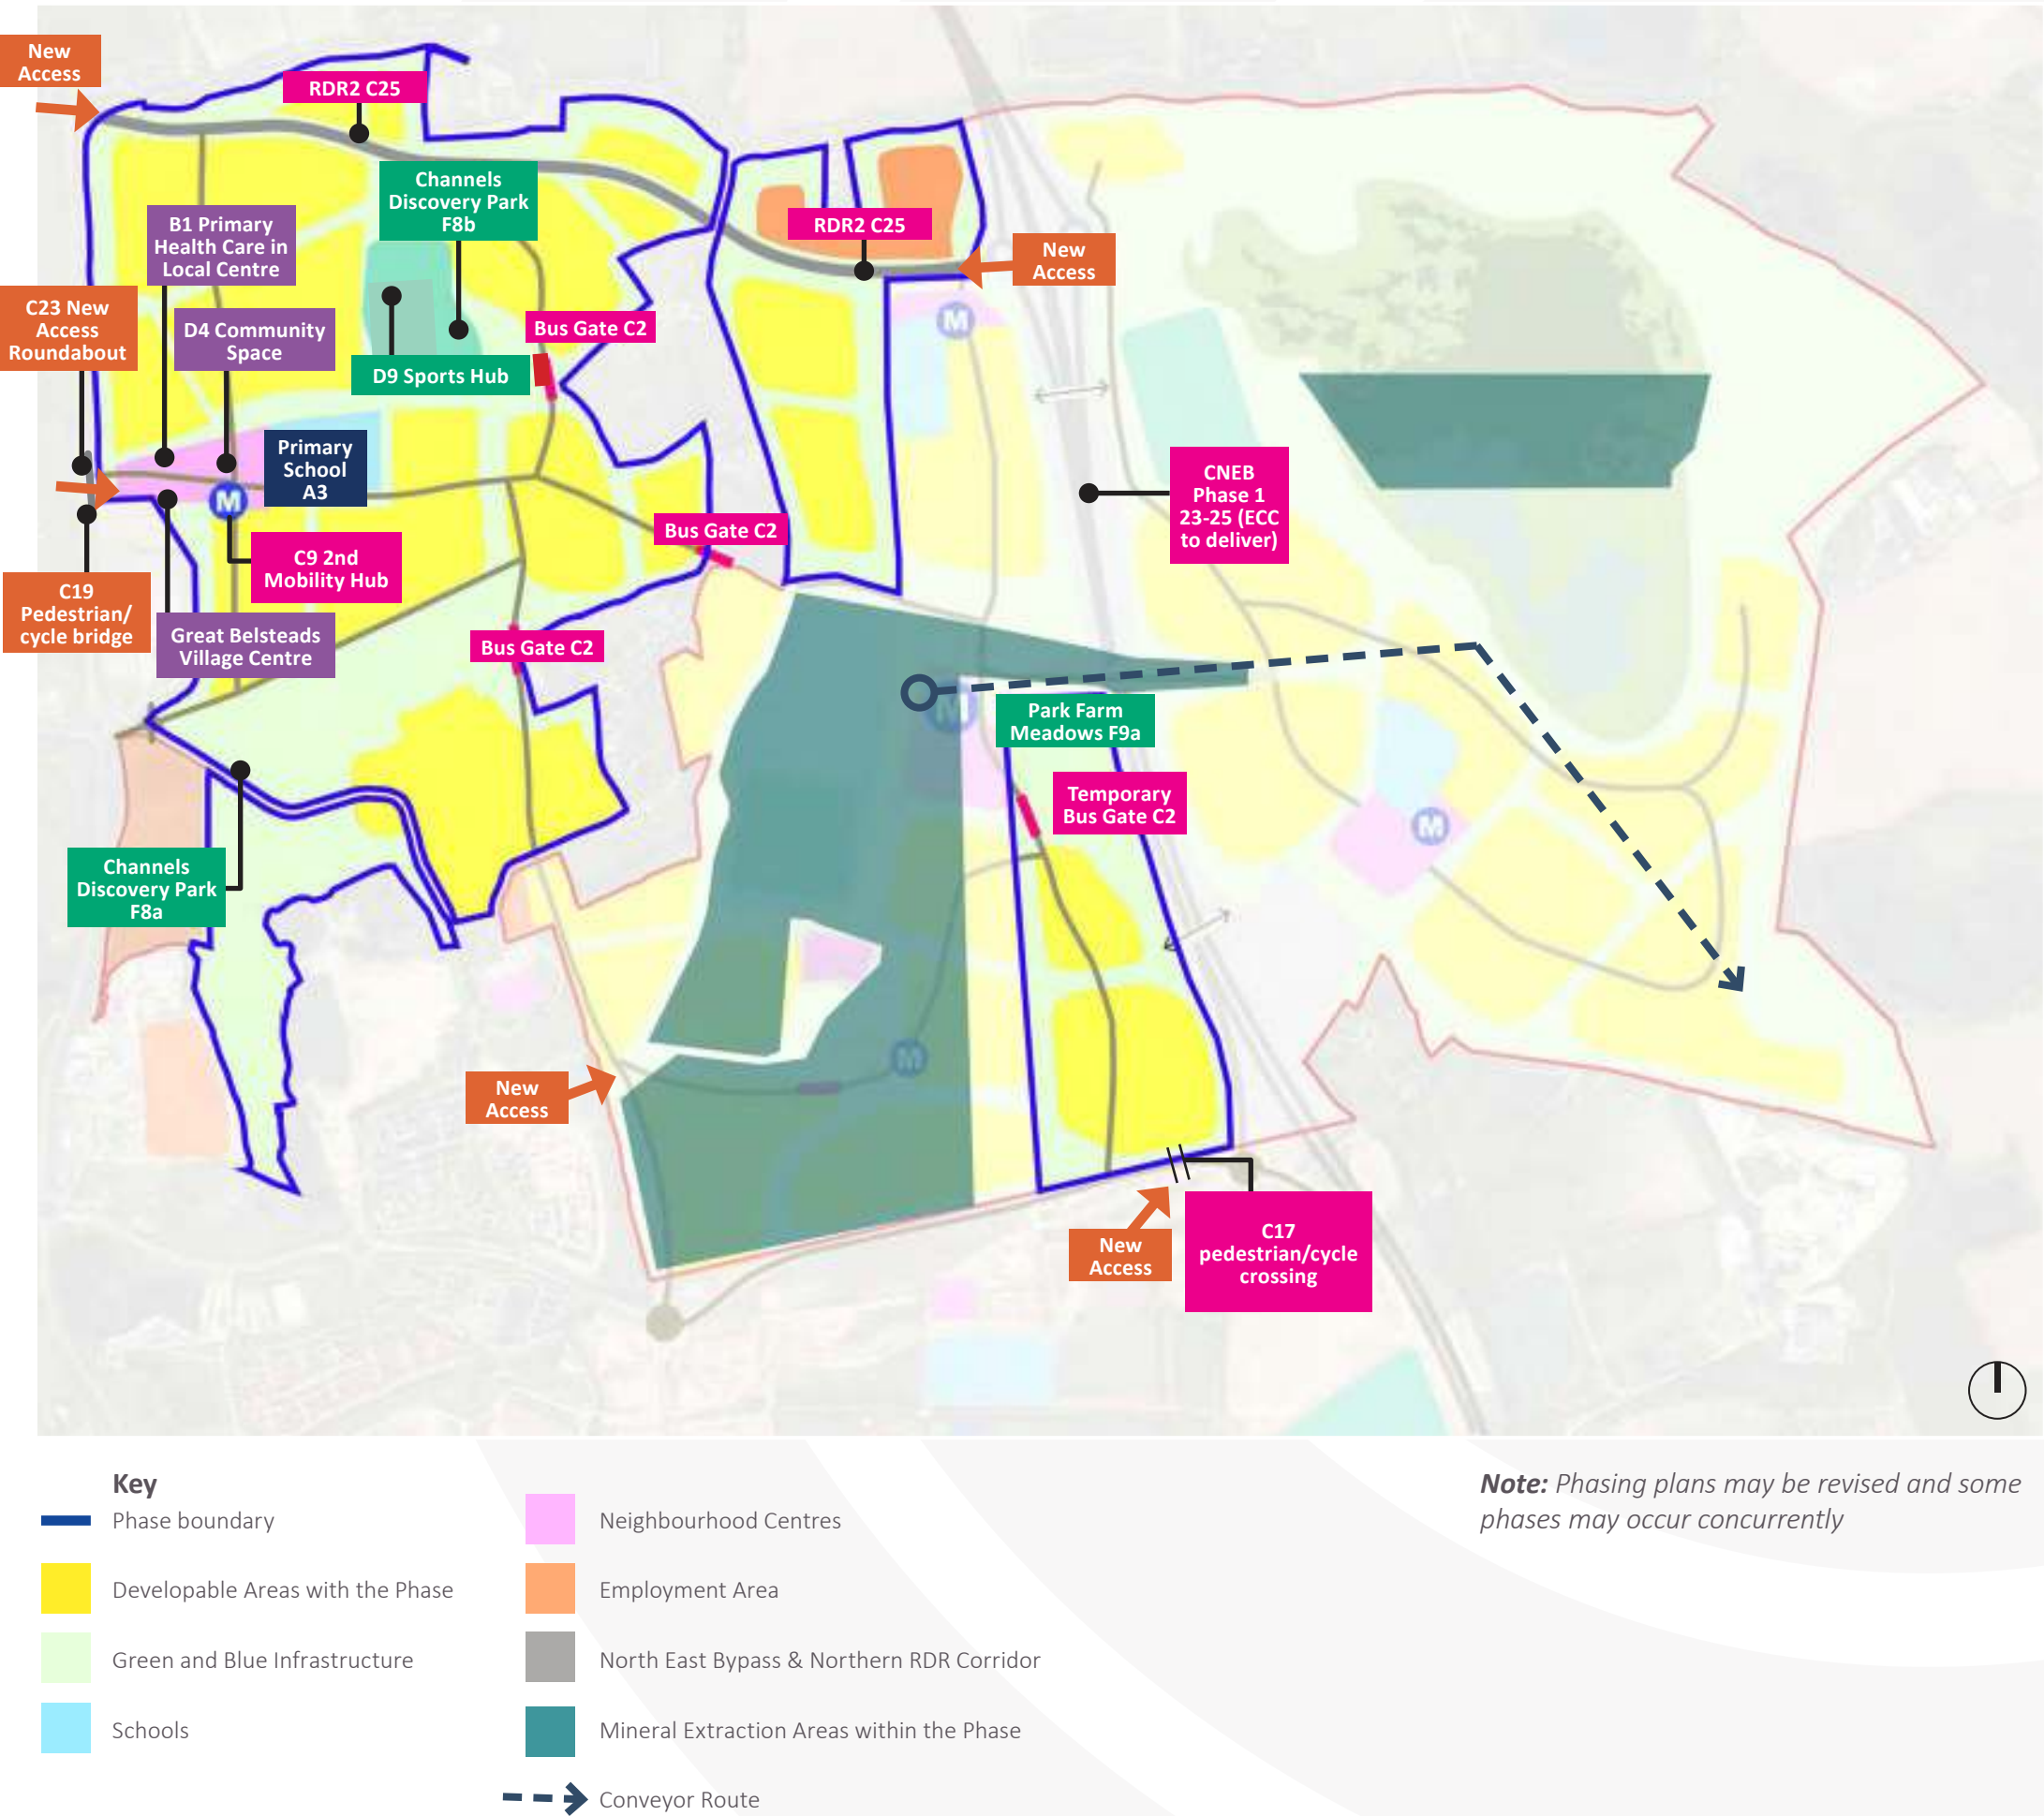 New
Access
RDR2 C25
Channels
Discovery Park
F8b
B1 Primary
Health Care in
Local Centre
RDR2 C25
New
Access
C23 New
Access
Roundabout
D4 Community
Space
Bus Gate C2
D9 Sports Hub
M
Primary
School
A3
CNEB
Phase 1
23-25 (ECC
to deliver)
M
Bus Gate C2
C9 2nd
Mobility Hub
C19
Pedestrian/
cycle bridge
Great Belsteads
Village Centre
Bus Gate C2
M
Park Farm
Meadows F9a
Temporary
Bus Gate C2
M
Channels
Discovery Park
F8a
M
New
Access
New
Access
C17
pedestrian/cycle
crossing
Key
Phase boundary
Developable Areas with the Phase
Green and Blue Infrastructure
Schools
Neighbourhood Centres
Employment Area
North East Bypass & Northern RDR Corridor
Mineral Extraction Areas within the Phase
Conveyor Route
Note: Phasing plans may be revised and some
phases may occur concurrently